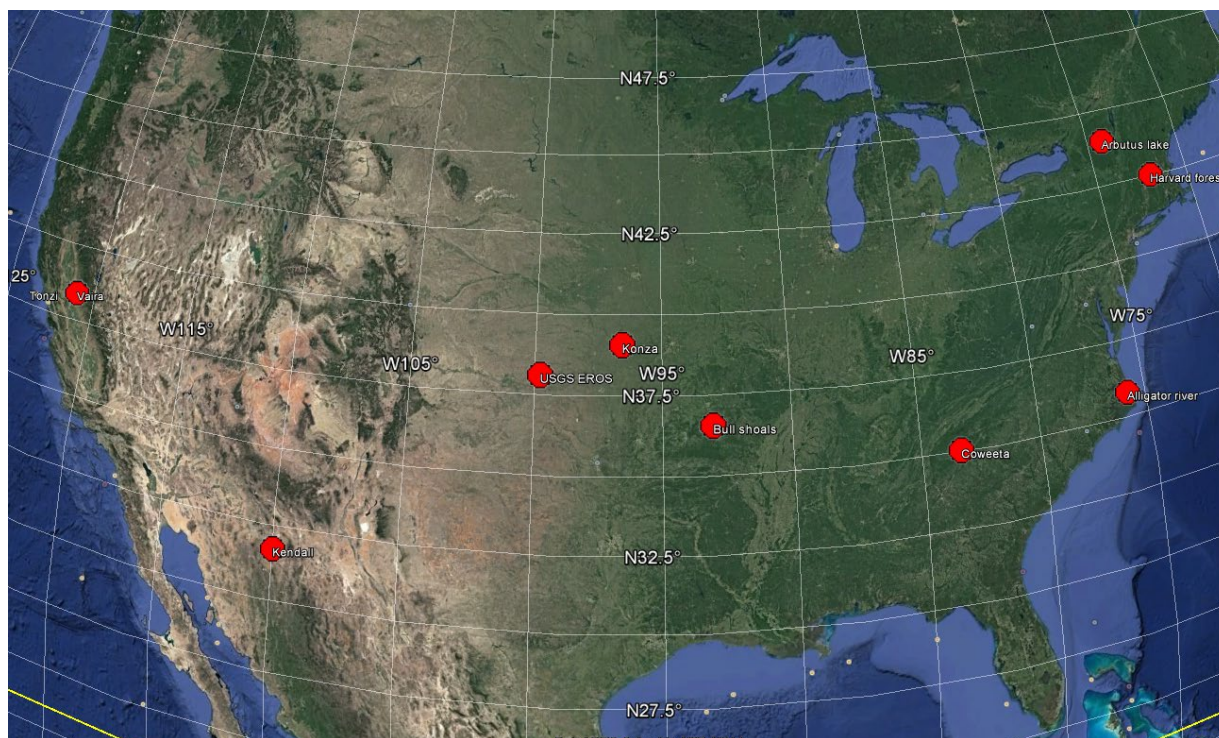 N47.5°
Arbutus lake
Harvard fores
N42.5°
25°
Tonzi
Vaira
W115°
W75°
Konza
W85°
W105°
W95°
USGS EROS
N37.5°
Alligator river
Bull shoals
Coweeta
Kendall
N32.5°
N27.5°